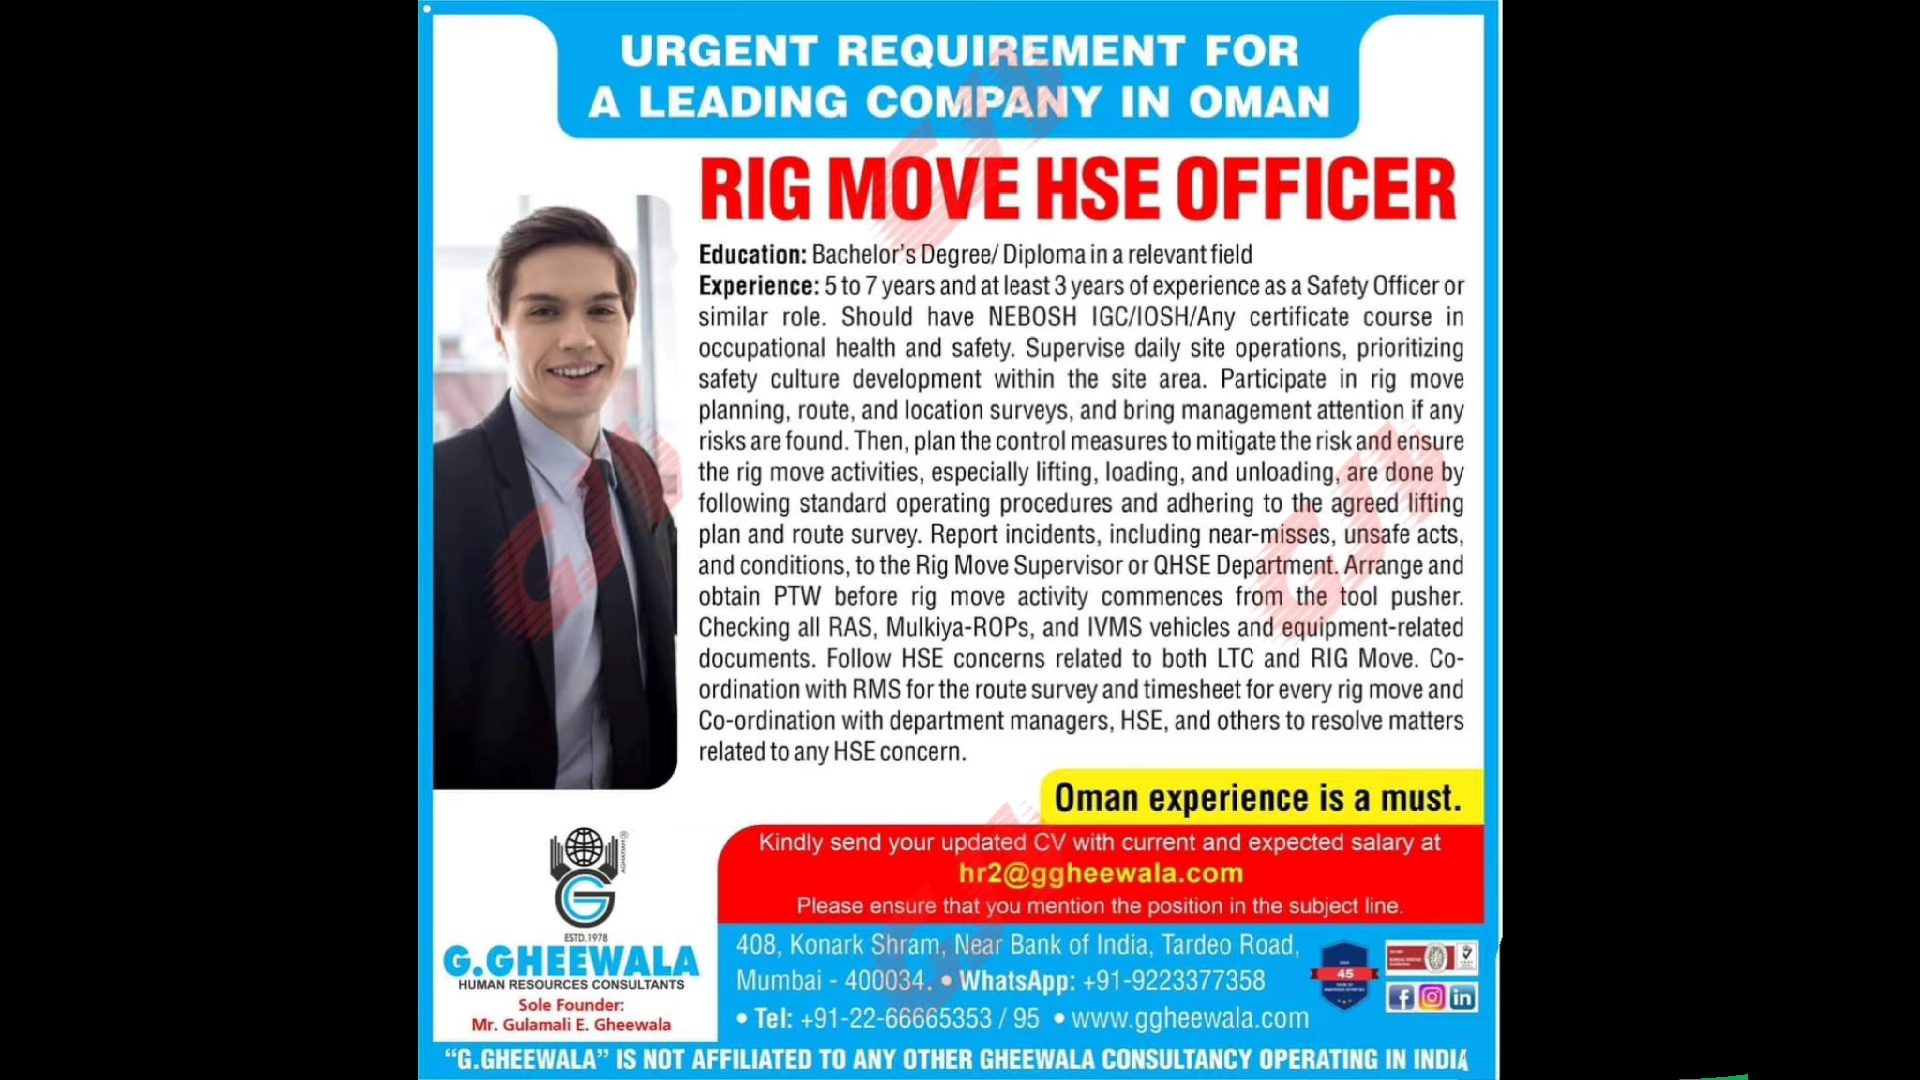 URGENT REQUIREMENT FOR
A LEADING COMPANY IN OMAN
RIG MOVE HSE OFFICER
Education: Bachelor's Degree/ Diploma in a relevant field
Experience: 5 to 7 years and at least 3 years of experience as a Safety Officer or
similar role. Should have NEBOSH IGC/IOSH/Any certificate course in
occupational health and safety. Supervise daily site operations, prioritizing
safety culture development within the site area. Participate in rig move
planning, route, and location surveys, and bring management attention if any
risks are found. Then, plan the control measures to mitigate the risk and ensure
the rig move activities, especially lifting, loading, and unloading, are done by
following standard operating procedures and adhering to the agreed lifting
plan and route survey. Report incidents, including near-misses, unsafe acts,
and conditions, to the Rig Move Supervisor or QHSE Department. Arrange and
obtain PTW before rig move activity commences from the tool pusher.
Checking all RAS, Mulkiya-ROPs, and IVMS vehicles and equipment-related
documents. Follow HSE concerns related to both LTC and RIG Move. Co-
ordination with RMS for the route survey and timesheet for every rig move and
Co-ordination with department managers, HSE, and others to resolve matters
related to any HSE concern.
Oman experience is a must.
Kindly send your updated CV with current and expected salary at
hr2@ggheewala.com
Please ensure that you mention the position in the subject line.
ESTD.1978
G.GHEEWALA
HUMAN RESOURCES CONSULTANTS
Sole Founder:
Mr. Gulamali E. Gheewala
408, Konark Shram, Near Bank of India, Tardeo Road,
Mumbai - 400034. • WhatsApp: +91-9223377358
• Tel: +91-22-66665353 / 95 • www.ggheewala.com
45
"G.GHEEWALA" IS NOT AFFILIATED TO ANY OTHER GHEEWALA CONSULTANCY OPERATING IN INDIA